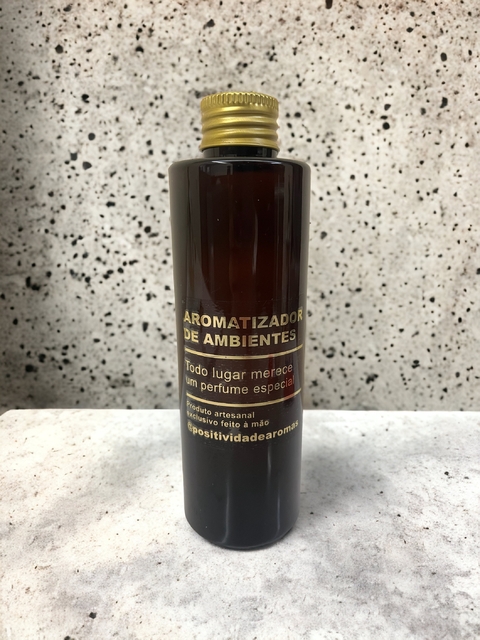 AROMATIZADOR
DE AMBIENTES
Todo lugar merece
um perfume especial
Produto artesanal
exclusivo feito à mão
@positividadearomas